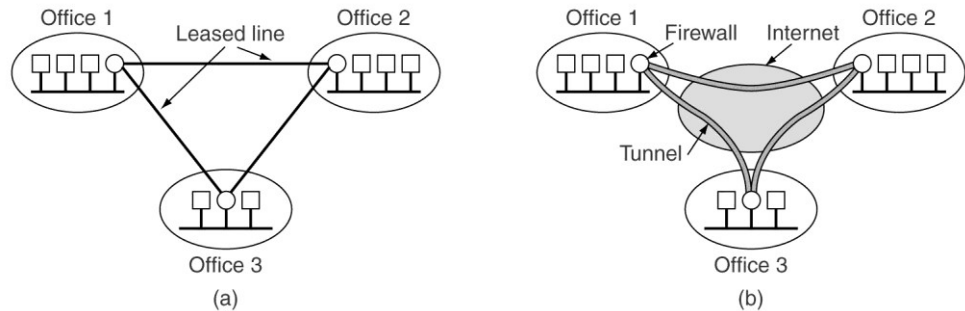 Office 1
Office 2
Leased line
Office 3
(a)
Office 1
Firewall
Internet
Office 2
Tunnel
Office 3
(b)